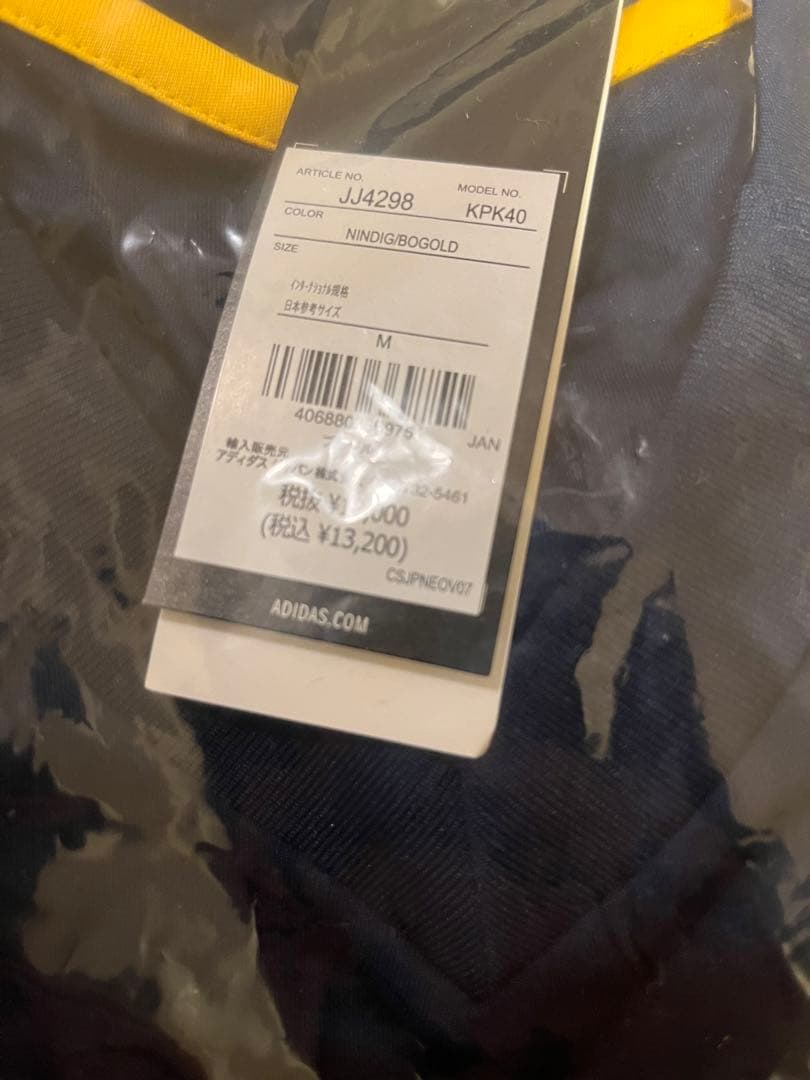 ARTICLE NO.
MODEL NO.
JJ4298
KPK40
COLOR
NINDIG/BOGOLD
SIZE
インターナショナル規格
日本参考サイズ
M
JAN
輸入販売元
アディダス
税抜
(税込 ¥13,200)
CSJPNEOV07
ADIDAS.COM